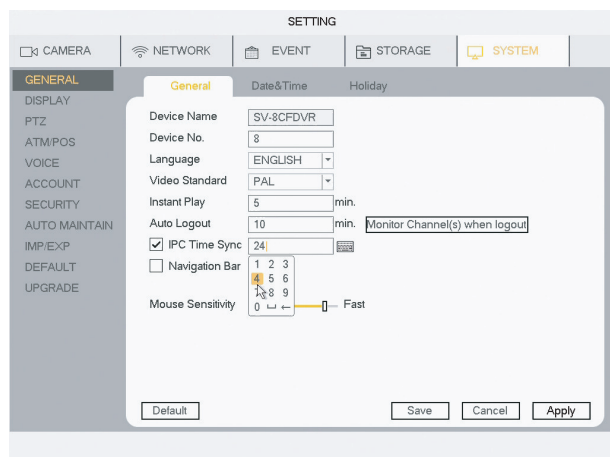 SETTING
CAMERA NETWORK EVENT STORAGE SYSTEM
GENERAL
DISPLAY
PTZ
ATM/POS
VOICE
ACCOUNT
SECURITY
AUTO MAINTAIN
IMP/EXP
DEFAULT
UPGRADE
General Date&Time Holiday
Device Name SV-8CFDVR
Device No. 8
Language ENGLISH
Video Standard PAL
Instant Play 5 min.
Auto Logout 10 min. Monitor Channel(s) when logout
IPC Time Sync 24
Navigation Bar
1 2 3
4 5 6
8 9
0
Mouse Sensitivity Fast
Default Save Cancel Apply